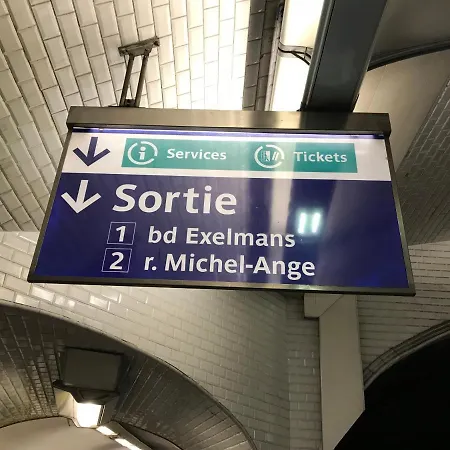 i Services Tickets
Sortie
1 bd Exelmans
2 r. Michel-Ange